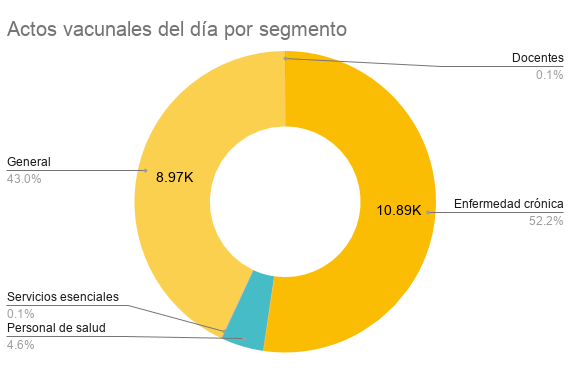 Actos vacunales del día por segmento
Docentes
0.1%
General
43.0%
8.97K
10.89K
Enfermedad crónica
52.2%
Servicios esenciales
0.1%
Personal de salud
4.6%